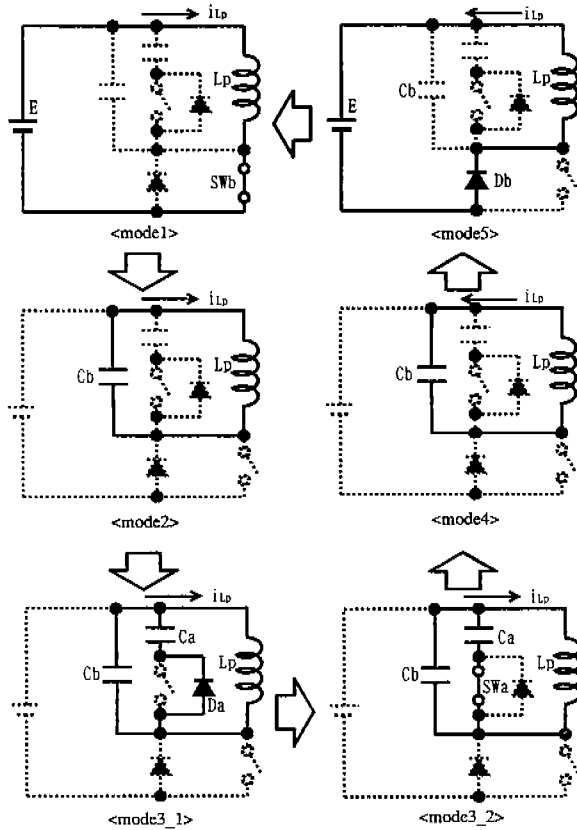 iLp
E
Lp
SWb
<mode1>
iLp
E
Cb
Lp
Db
<mode5>
iLp
Cb
Lp
<mode2>
iLp
Cb
Lp
<mode4>
iLp
Ca
Cb
Lp
Da
<mode3_1>
iLp
Ca
Cb
Lp
SWa
<mode3_2>